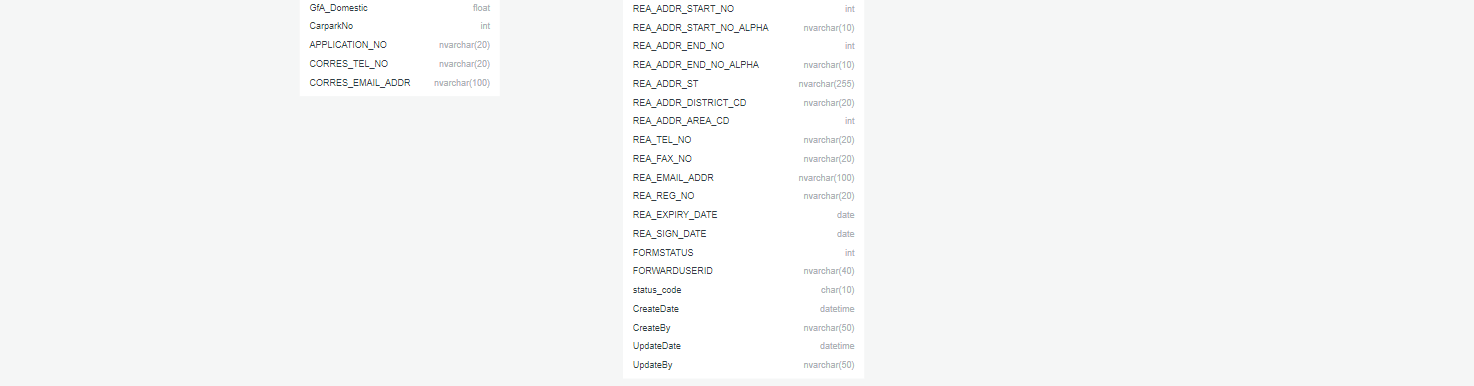 GfA_Domestic float
CarparkNo int
APPLICATION_NO nvarchar(20)
CORRES_TEL_NO nvarchar(20)
CORRES_EMAIL_ADDR nvarchar(100)
REA_ADDR_START_NO int
REA_ADDR_START_NO_ALPHA nvarchar(10)
REA_ADDR_END_NO int
REA_ADDR_END_NO_ALPHA nvarchar(10)
REA_ADDR_ST nvarchar(255)
REA_ADDR_DISTRICT_CD nvarchar(20)
REA_ADDR_AREA_CD int
REA_TEL_NO nvarchar(20)
REA_FAX_NO nvarchar(20)
REA_EMAIL_ADDR nvarchar(100)
REA_REG_NO nvarchar(20)
REA_EXPIRY_DATE date
REA_SIGN_DATE date
FORMSTATUS int
FORWARDUSERID nvarchar(40)
status_code char(10)
CreateDate datetime
CreateBy nvarchar(50)
UpdateDate datetime
UpdateBy nvarchar(50)